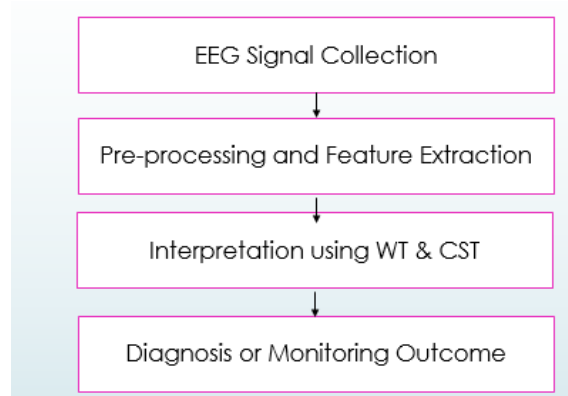 EEG Signal Collection
Pre-processing and Feature Extraction
Interpretation using WT & CST
Diagnosis or Monitoring Outcome